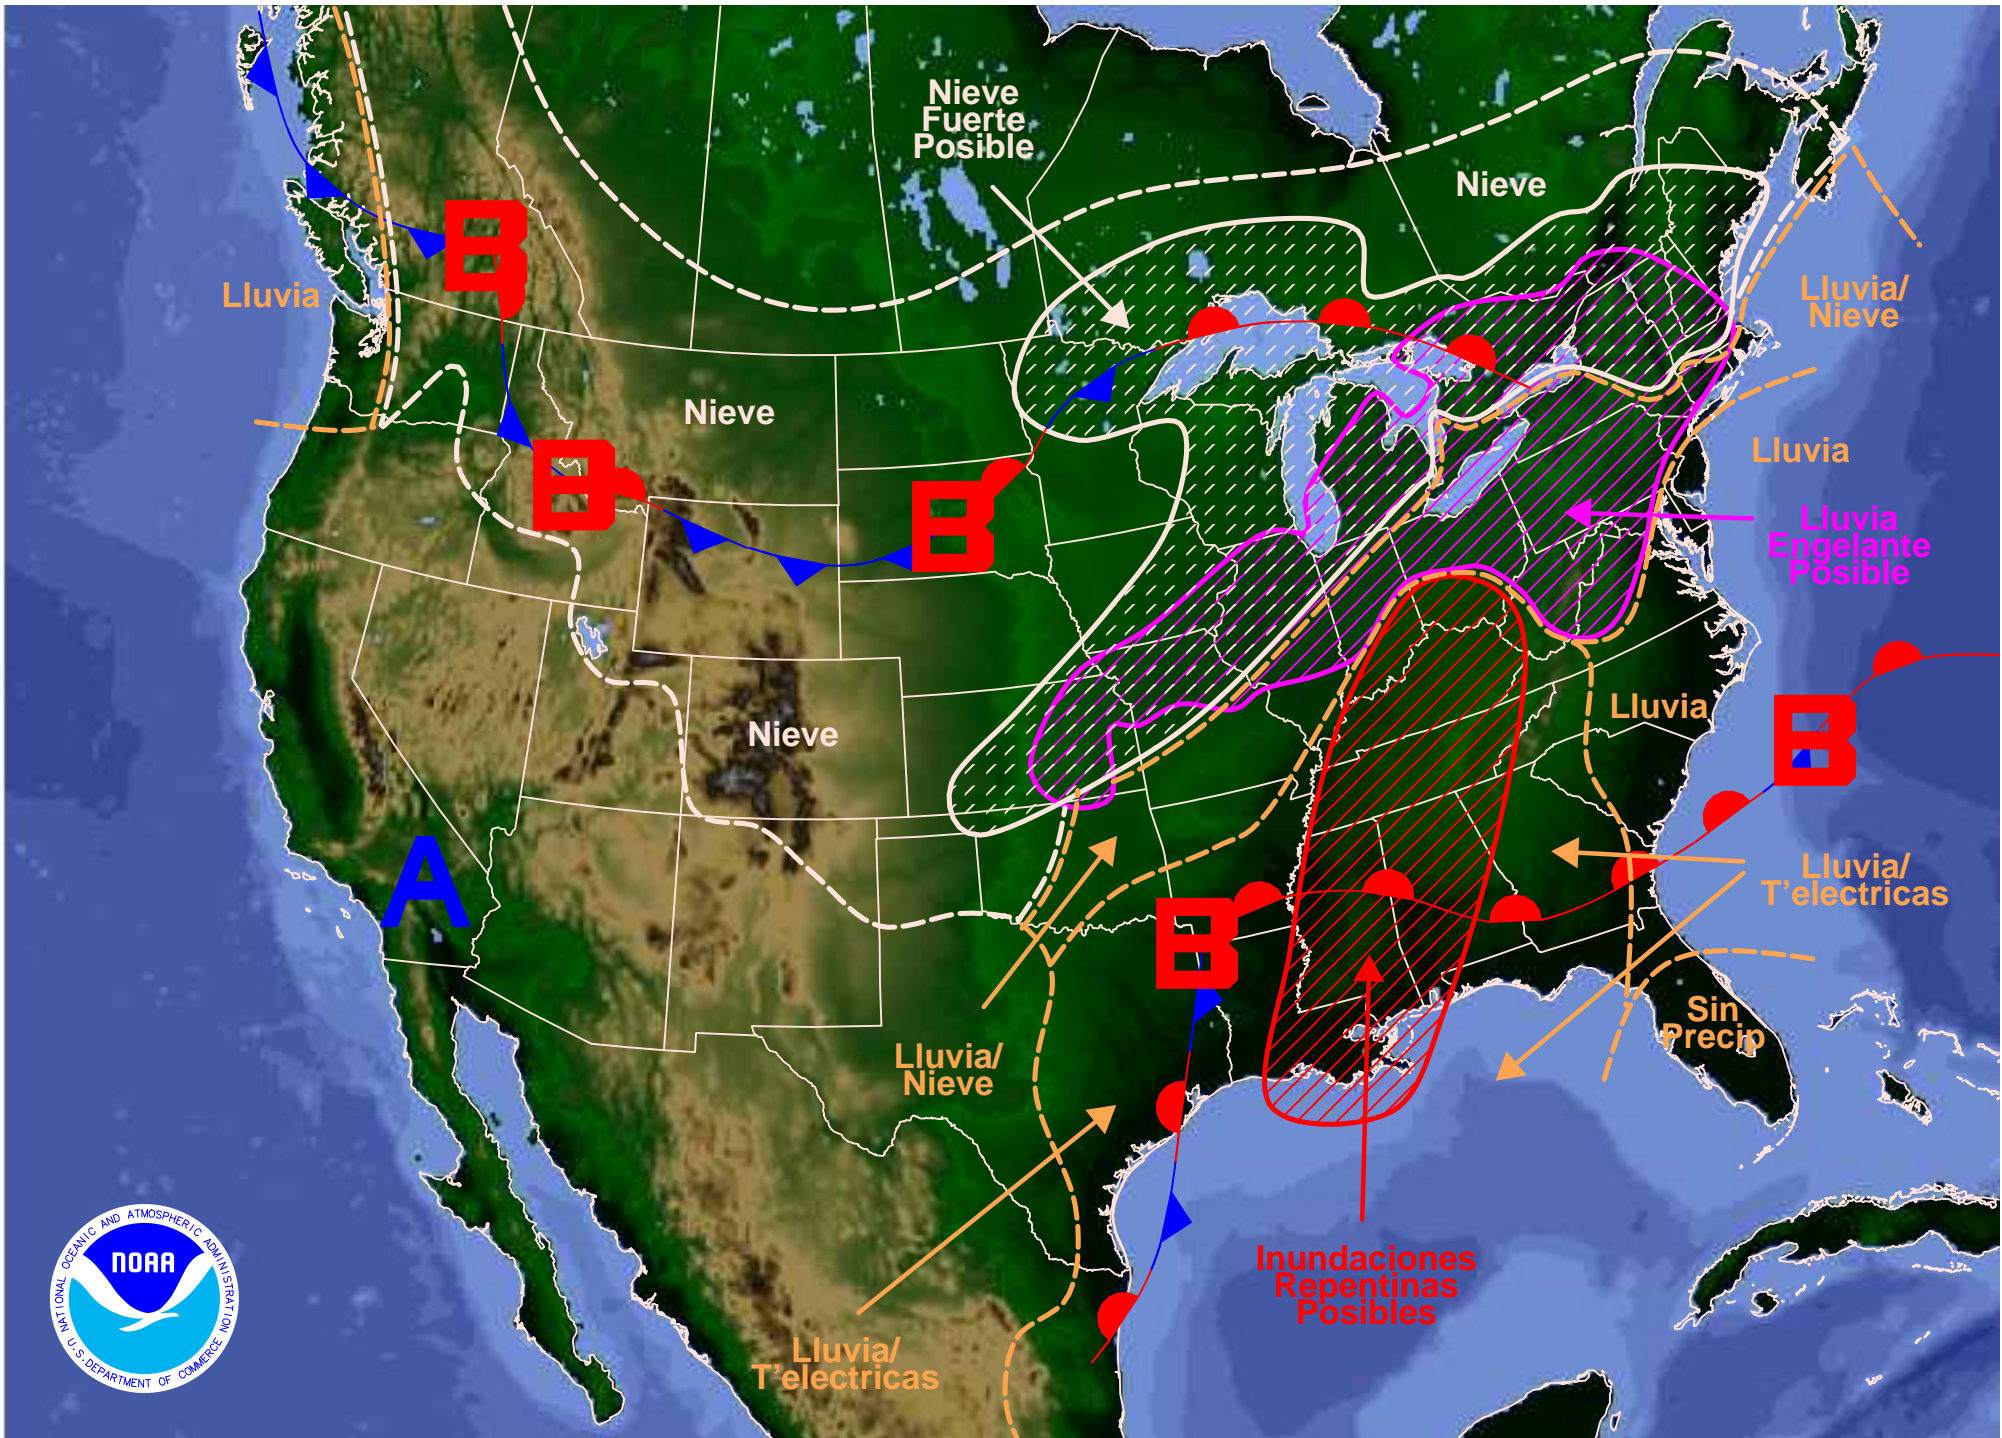 Nieve
Fuerte
Posible
Nieve
Lluvia
Lluvia/
Nieve
Nieve
Lluvia
Lluvia
Engelante
Posible
Nieve
Lluvia
Lluvia/
T'electricas
Sin
Precip
Lluvia/
Nieve
Inundaciones
Repentinas
Posibles
Lluvia/
T'electricas
B
B
B
B
B
A
NATIONAL OCEANIC AND ATMOSPHERIC ADMINISTRATION
U.S. DEPARTMENT OF COMMERCE
NOAA